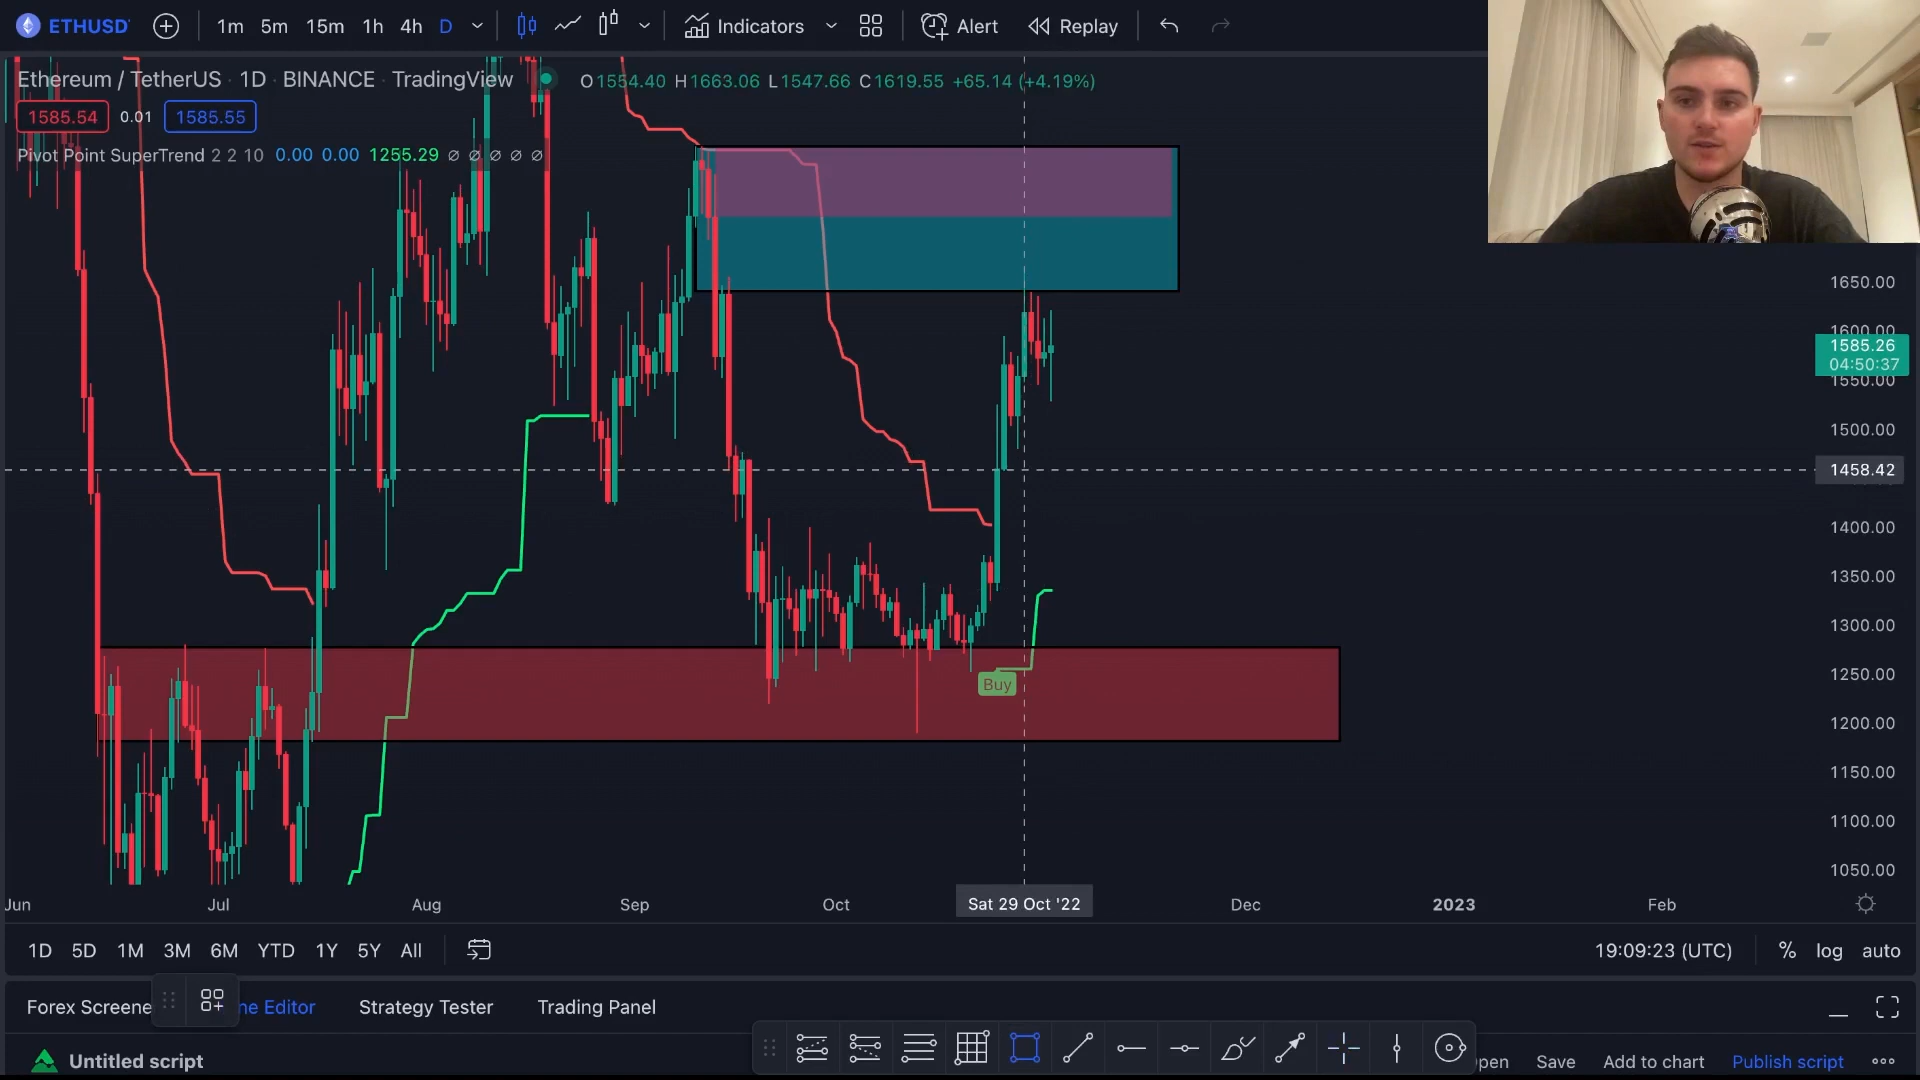 ETHUSD 1m 5m 15m 1h 4h D Indicators Alert Replay
Ethereum / TetherUS · 1D · BINANCE · TradingView O1554.40 H1663.06 L1547.66 C1619.55 +65.14 (+4.19%)
1585.54 0.01 1585.55
Pivot Point SuperTrend 2 2 10 0.00 0.00 1255.29 ∅ ∅ ∅ ∅ ∅
1650.00
1600.00
1585.26
04:50:37
1550.00
1500.00
1458.42
1400.00
1350.00
1300.00
1250.00
Buy
1200.00
1150.00
1100.00
1050.00
Jun Jul Aug Sep Oct Sat 29 Oct '22 Dec 2023 Feb
1D 5D 1M 3M 6M YTD 1Y 5Y All 19:09:23 (UTC) % log auto
Forex Screene ne Editor Strategy Tester Trading Panel
Untitled script pen Save Add to chart Publish script